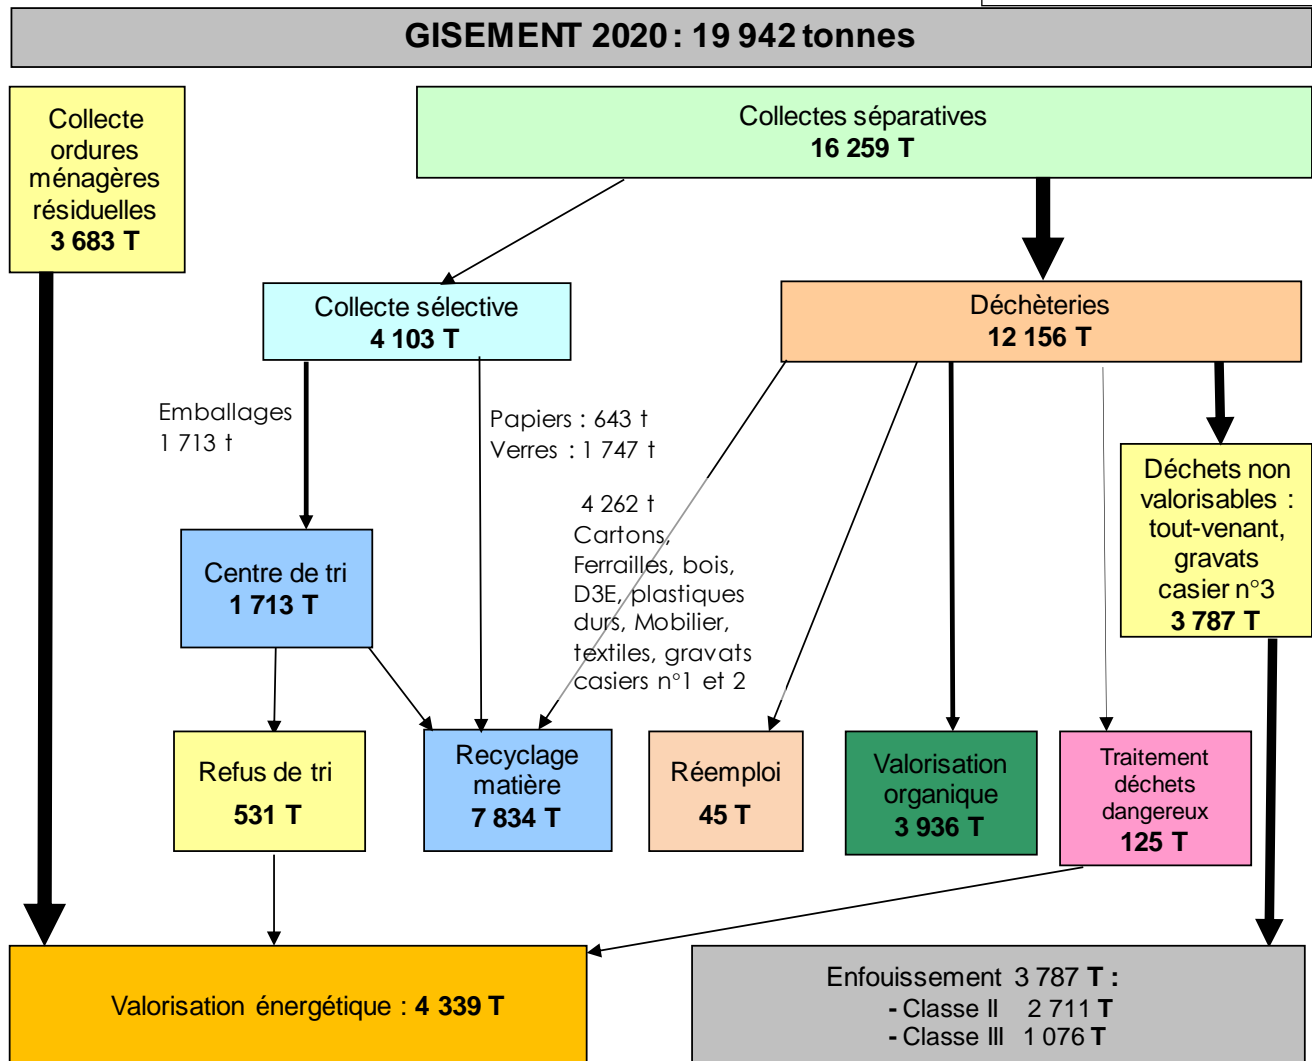 GISEMENT 2020 : 19 942 tonnes
Collecte
ordures
ménagères
résiduelles
3 683 T
Collectes séparatives
16 259 T
Collecte sélective
4 103 T
Déchèteries
12 156 T
Emballages
1 713 t
Papiers : 643 t
Verres : 1 747 t
4 262 t
Cartons,
Ferrailles, bois,
D3E, plastiques
durs, Mobilier,
textiles, gravats
casiers n°1 et 2
Déchets non
valorisables :
tout-venant,
gravats
casier n°3
3 787 T
Centre de tri
1 713 T
Refus de tri
531 T
Recyclage
matière
7 834 T
Réemploi
45 T
Valorisation
organique
3 936 T
Traitement
déchets
dangereux
125 T
Valorisation énergétique : 4 339 T
Enfouissement 3 787 T :
- Classe II 2 711 T
- Classe III 1 076 T